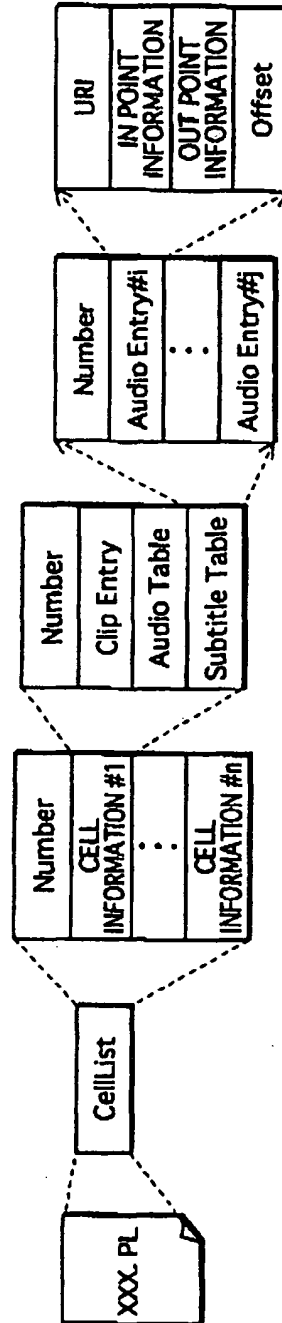 XXX. PL
CellList
Number
CELL
INFORMATION #1
⋮
CELL
INFORMATION #n
Number
Clip Entry
Audio Table
Subtitle Table
Number
Audio Entry#i
⋮
Audio Entry#j
URI
IN POINT
INFORMATION
OUT POINT
INFORMATION
Offset